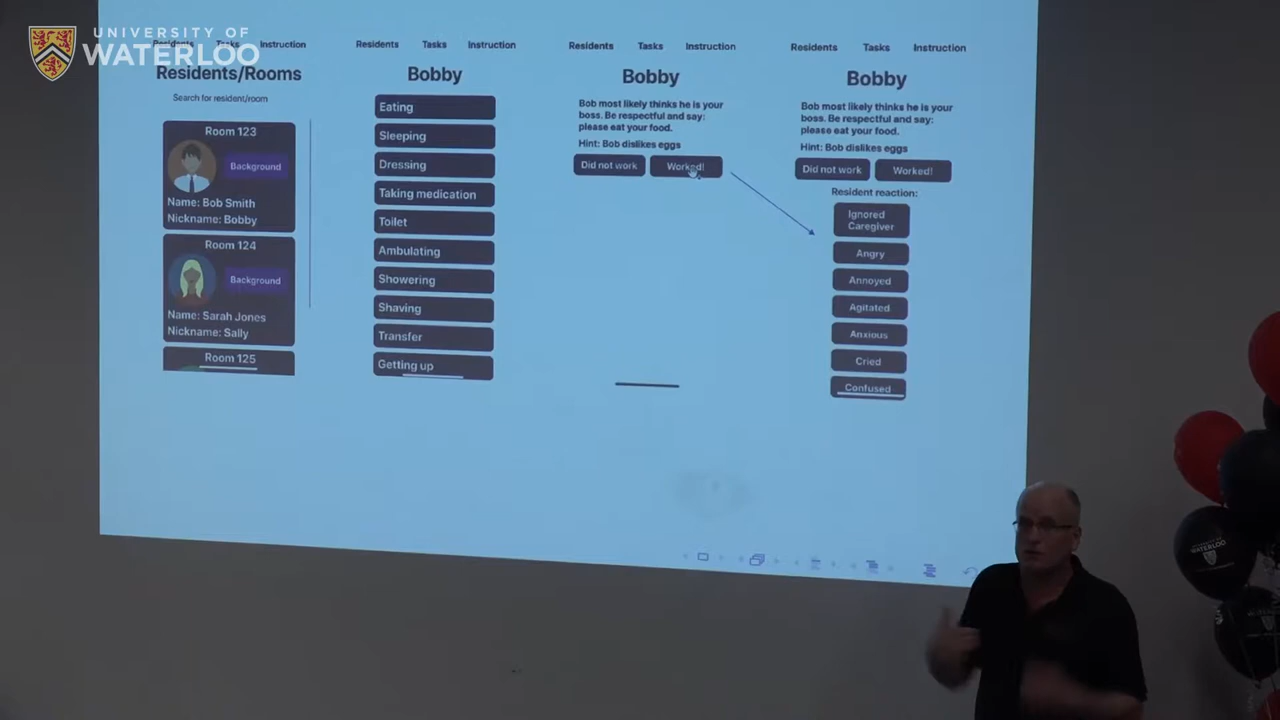 UNIVERSITY OF
WATERLOO
Residents Tasks Instruction
Residents/Rooms
Search for resident/room
Room 123
Background
Name: Bob Smith
Nickname: Bobby
Room 124
Background
Name: Sarah Jones
Nickname: Sally
Room 125
Residents Tasks Instruction
Bobby
Eating
Sleeping
Dressing
Taking medication
Toilet
Ambulating
Showering
Shaving
Transfer
Getting up
Residents Tasks Instruction
Bobby
Bob most likely thinks he is your
boss. Be respectful and say:
please eat your food.
Hint: Bob dislikes eggs
Did not work Worked!
Residents Tasks Instruction
Bobby
Bob most likely thinks he is your
boss. Be respectful and say:
please eat your food.
Hint: Bob dislikes eggs
Did not work Worked!
Resident reaction:
Ignored
Caregiver
Angry
Annoyed
Agitated
Anxious
Cried
Confused
WATERLOO